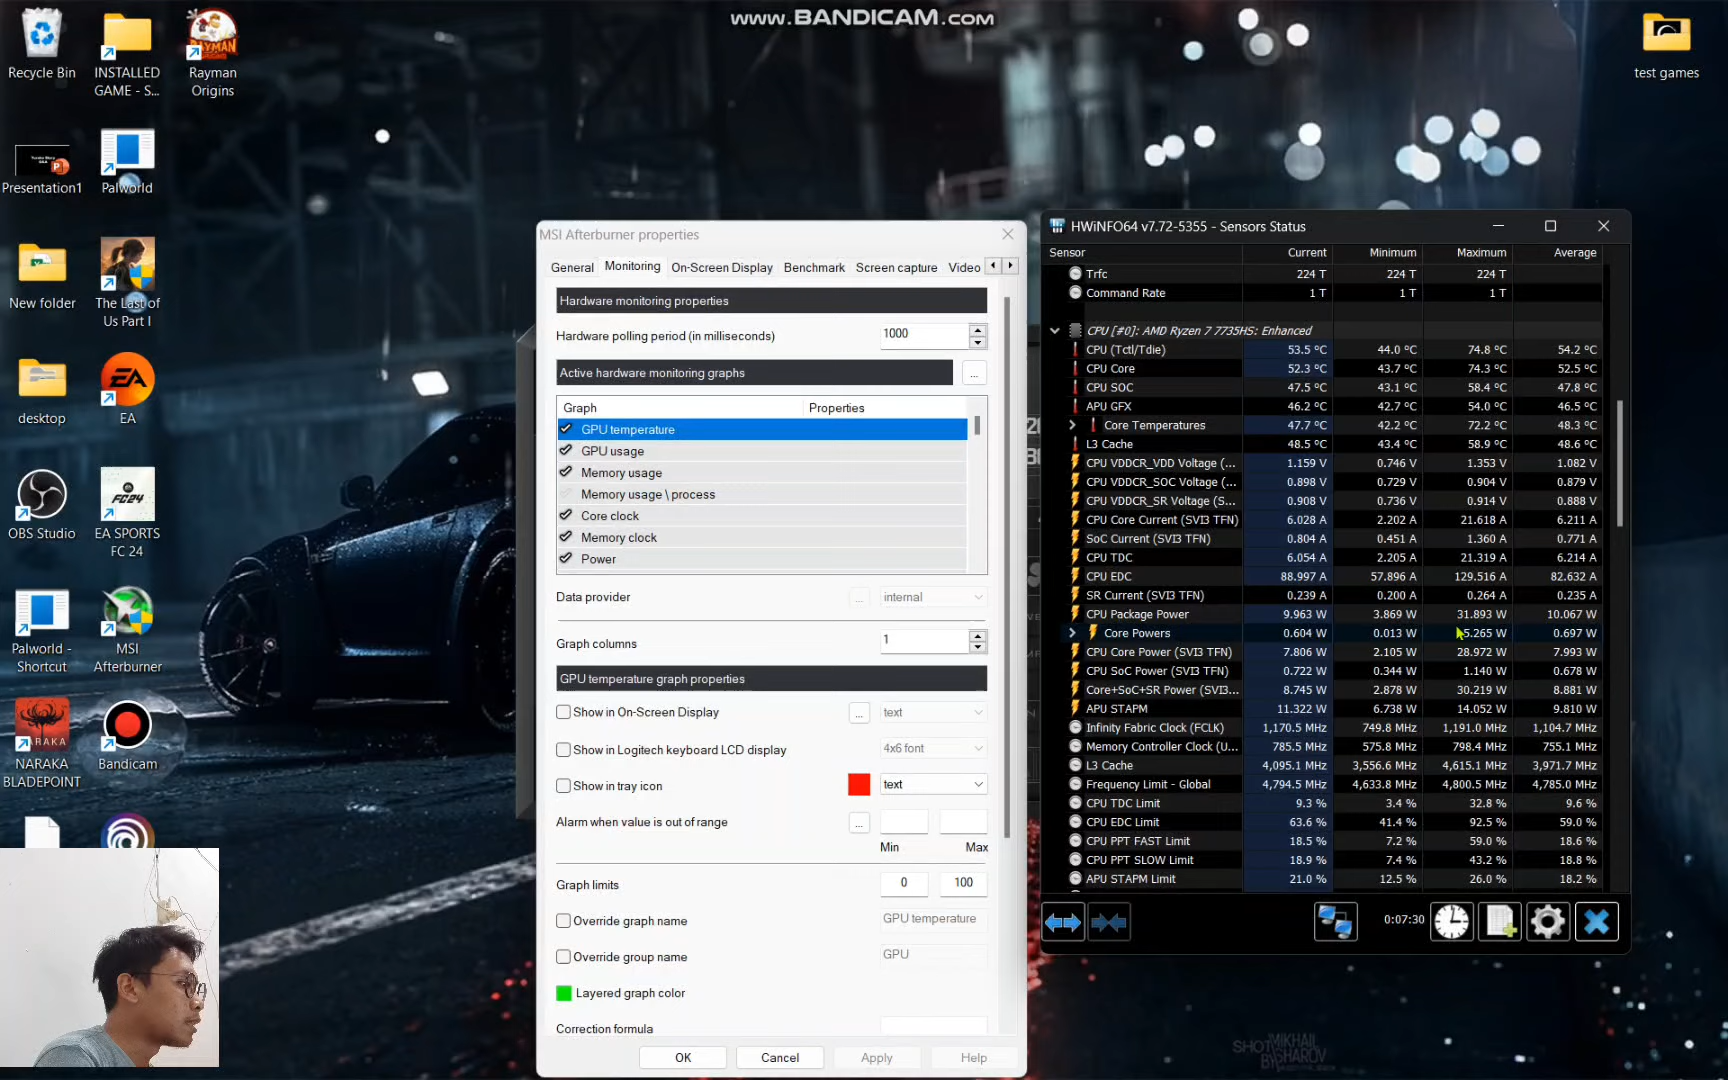 www.BANDICAM.com
Recycle Bin
INSTALLED
GAME - S...
Rayman
Origins
test games
Presentation1
Palworld
New folder
The Last of
Us Part I
desktop
EA
OBS Studio
EA SPORTS
FC 24
Palworld -
Shortcut
MSI
Afterburner
NARAKA
BLADEPOINT
Bandicam
MSI Afterburner properties
General
Monitoring
On-Screen Display
Benchmark
Screen capture
Video
Hardware monitoring properties
Hardware polling period (in milliseconds)
1000
Active hardware monitoring graphs
...
Graph
Properties
GPU temperature
GPU usage
Memory usage
Memory usage \ process
Core clock
Memory clock
Power
Data provider
...
internal
Graph columns
1
GPU temperature graph properties
Show in On-Screen Display
...
text
Show in Logitech keyboard LCD display
4x6 font
Show in tray icon
text
Alarm when value is out of range
...
Min
Max
Graph limits
0
100
Override graph name
GPU temperature
Override group name
GPU
Layered graph color
Correction formula
OK
Cancel
Apply
Help
HWiNFO64 v7.72-5355 - Sensors Status
Sensor Current Minimum Maximum Average
Trfc 224 T 224 T 224 T
Command Rate 1 T 1 T 1 T
CPU [#0]: AMD Ryzen 7 7735HS: Enhanced
CPU (Tctl/Tdie) 53.5 °C 44.0 °C 74.8 °C 54.2 °C
CPU Core 52.3 °C 43.7 °C 74.3 °C 52.5 °C
CPU SOC 47.5 °C 43.1 °C 58.4 °C 47.8 °C
APU GFX 46.2 °C 42.7 °C 54.0 °C 46.5 °C
Core Temperatures 47.7 °C 42.2 °C 72.2 °C 48.3 °C
L3 Cache 48.5 °C 43.4 °C 58.9 °C 48.6 °C
CPU VDDCR_VDD Voltage (... 1.159 V 0.746 V 1.353 V 1.082 V
CPU VDDCR_SOC Voltage (... 0.898 V 0.729 V 0.904 V 0.879 V
CPU VDDCR_SR Voltage (S... 0.908 V 0.736 V 0.914 V 0.888 V
CPU Core Current (SVI3 TFN) 6.028 A 2.202 A 21.618 A 6.211 A
SoC Current (SVI3 TFN) 0.804 A 0.451 A 1.360 A 0.771 A
CPU TDC 6.054 A 2.205 A 21.319 A 6.214 A
CPU EDC 88.997 A 57.896 A 129.516 A 82.632 A
SR Current (SVI3 TFN) 0.239 A 0.200 A 0.264 A 0.235 A
CPU Package Power 9.963 W 3.869 W 31.893 W 10.067 W
Core Powers 0.604 W 0.013 W 5.265 W 0.697 W
CPU Core Power (SVI3 TFN) 7.806 W 2.105 W 28.972 W 7.993 W
CPU SoC Power (SVI3 TFN) 0.722 W 0.344 W 1.140 W 0.678 W
Core+SoC+SR Power (SVI3... 8.745 W 2.878 W 30.219 W 8.881 W
APU STAPM 11.322 W 6.738 W 14.052 W 9.810 W
Infinity Fabric Clock (FCLK) 1,170.5 MHz 749.8 MHz 1,191.0 MHz 1,104.7 MHz
Memory Controller Clock (U... 785.5 MHz 575.8 MHz 798.4 MHz 755.1 MHz
L3 Cache 4,095.1 MHz 3,556.6 MHz 4,615.1 MHz 3,971.7 MHz
Frequency Limit - Global 4,794.5 MHz 4,633.8 MHz 4,800.5 MHz 4,785.0 MHz
CPU TDC Limit 9.3 % 3.4 % 32.8 % 9.6 %
CPU EDC Limit 63.6 % 41.4 % 92.5 % 59.0 %
CPU PPT FAST Limit 18.5 % 7.2 % 59.0 % 18.6 %
CPU PPT SLOW Limit 18.9 % 7.4 % 43.2 % 18.8 %
APU STAPM Limit 21.0 % 12.5 % 26.0 % 18.2 %
0:07:30
SHOT MIKHAIL
BY SHAROV